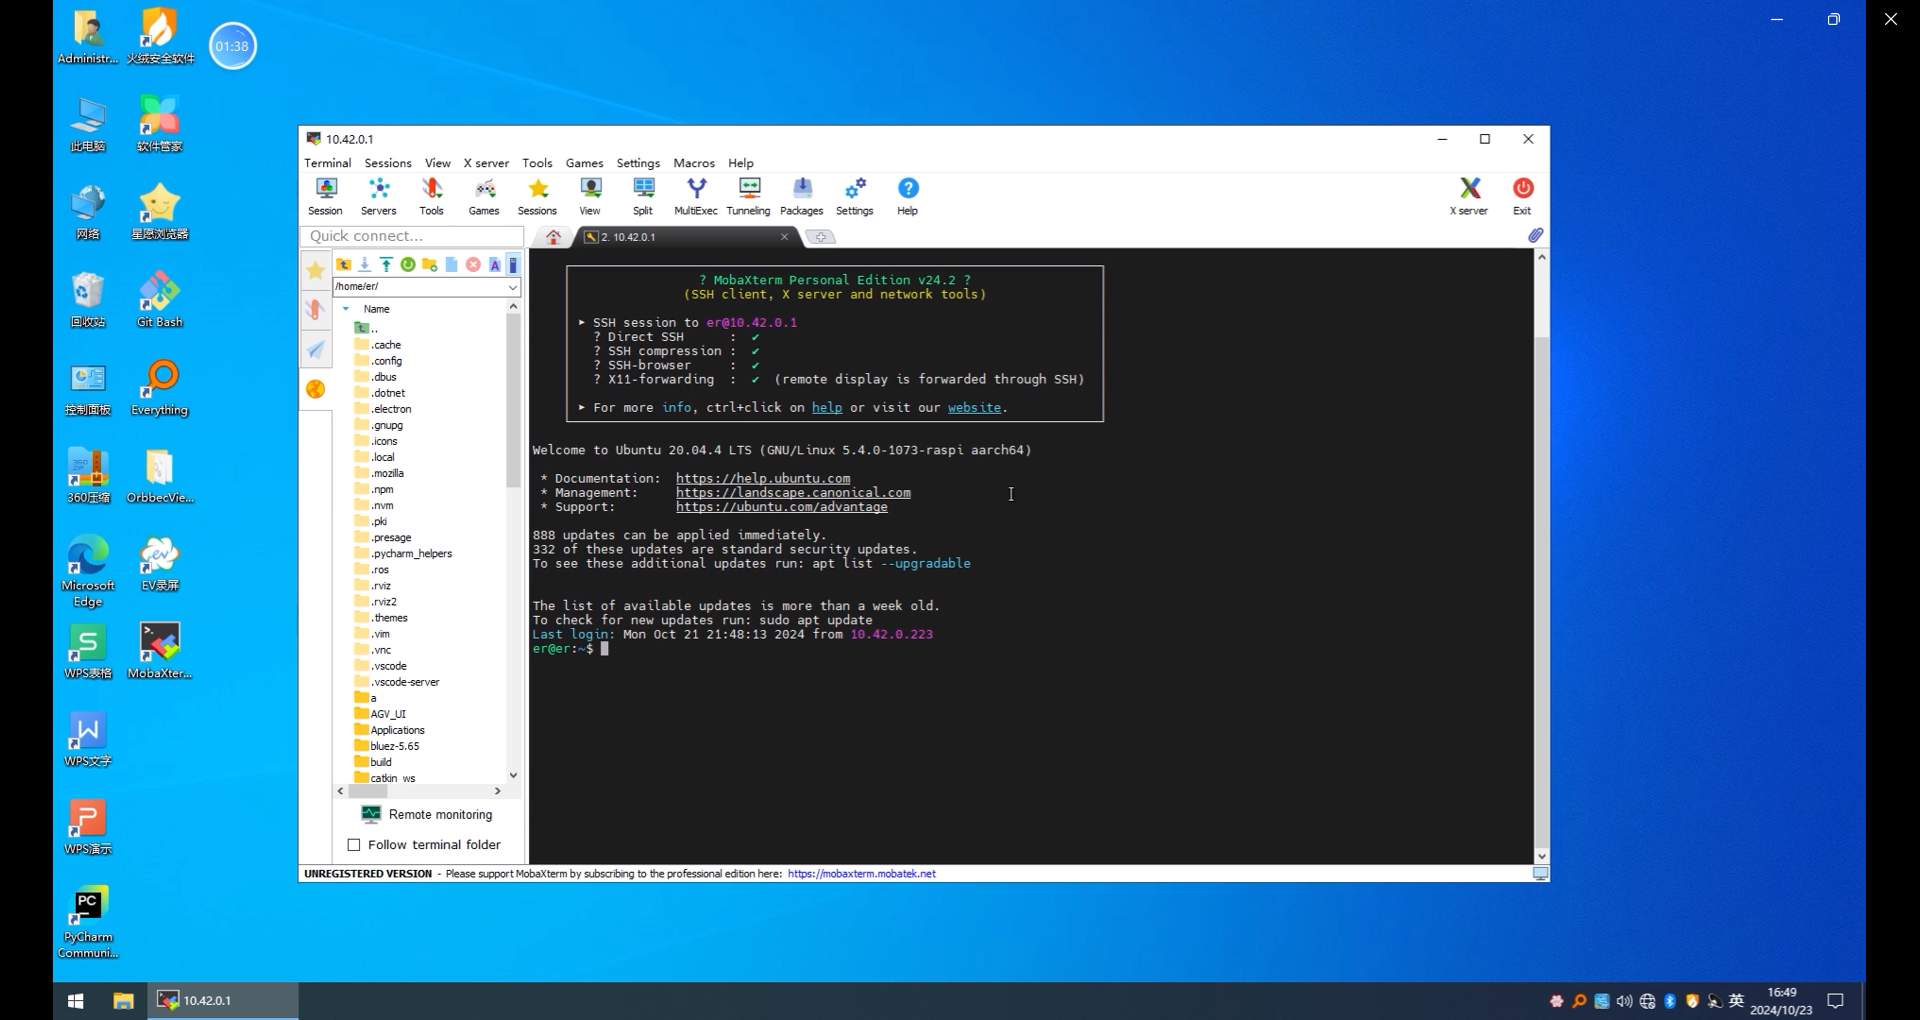 Administr...
火绒安全软件
01:38
此电脑
软件管家
网络
星愿浏览器
回收站
Git Bash
控制面板
Everything
360压缩
OrbbecVie...
Microsoft
Edge
EV录屏
WPS表格
MobaXter...
WPS文字
WPS演示
PyCharm
Communi...
10.42.0.1
Terminal Sessions View X server Tools Games Settings Macros Help
Session Servers Tools Games Sessions View Split MultiExec Tunneling Packages Settings Help X server Exit
Quick connect...
2. 10.42.0.1
/home/er/
Name
..
.cache
.config
.dbus
.dotnet
.electron
.gnupg
.icons
.local
.mozilla
.npm
.nvm
.pki
.presage
.pycharm_helpers
.ros
.rviz
.rviz2
.themes
.vim
.vnc
.vscode
.vscode-server
a
AGV_UI
Applications
bluez-5.65
build
catkin_ws
Remote monitoring
Follow terminal folder
? MobaXterm Personal Edition v24.2 ?
(SSH client, X server and network tools)
➤ SSH session to er@10.42.0.1
? Direct SSH : ✔
? SSH compression : ✔
? SSH-browser : ✔
? X11-forwarding : ✔ (remote display is forwarded through SSH)
➤ For more info, ctrl+click on help or visit our website.
Welcome to Ubuntu 20.04.4 LTS (GNU/Linux 5.4.0-1073-raspi aarch64)
* Documentation: https://help.ubuntu.com
* Management: https://landscape.canonical.com
* Support: https://ubuntu.com/advantage
888 updates can be applied immediately.
332 of these updates are standard security updates.
To see these additional updates run: apt list --upgradable
The list of available updates is more than a week old.
To check for new updates run: sudo apt update
Last login: Mon Oct 21 21:48:13 2024 from 10.42.0.223
er@er:~$
UNREGISTERED VERSION - Please support MobaXterm by subscribing to the professional edition here: https://mobaxterm.mobatek.net
10.42.0.1
英
16:49
2024/10/23